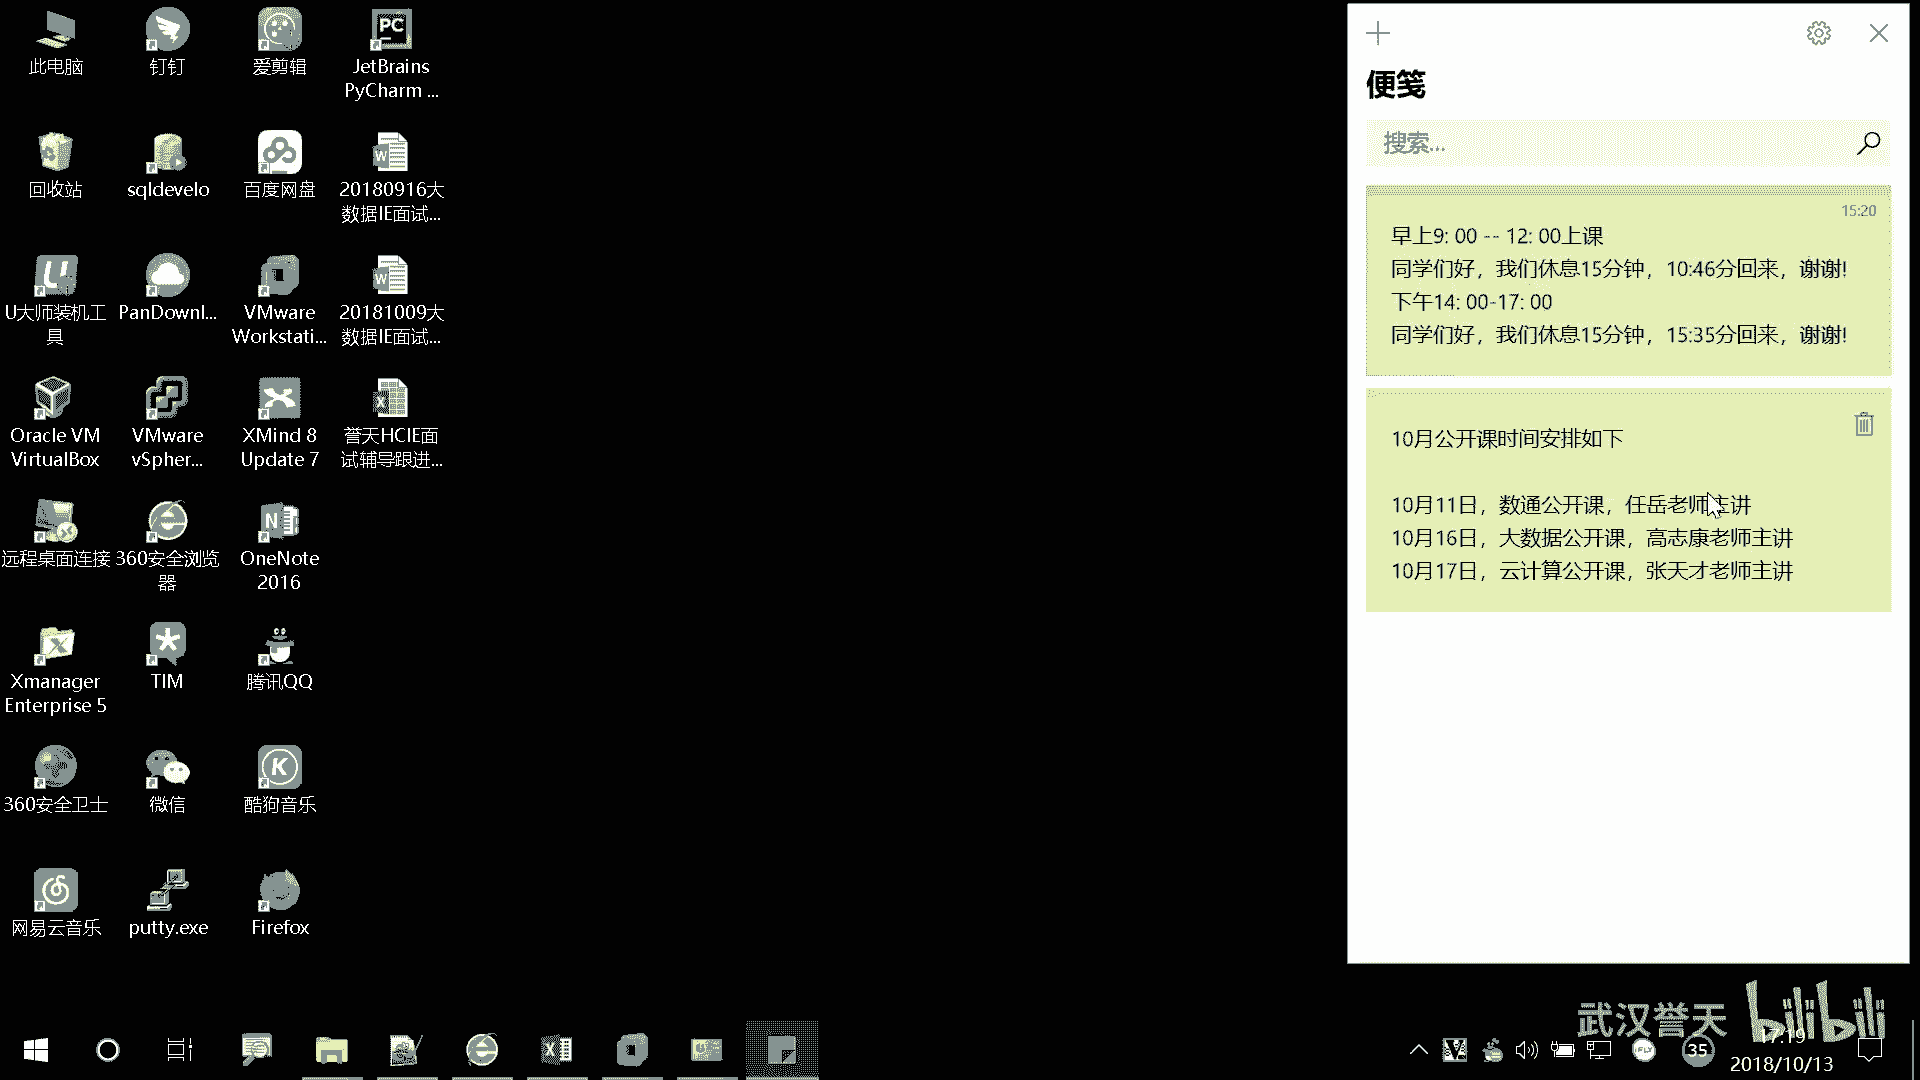 此电脑
钉钉
爱剪辑
JetBrains
PyCharm ...
回收站
sqldevelo
百度网盘
20180916大
数据IE面试...
U大师装机工
具
PanDownl...
VMware
Workstati...
20181009大
数据IE面试...
Oracle VM
VirtualBox
VMware
vSpher...
XMind 8
Update 7
誉天HCIE面
试辅导跟进...
远程桌面连接
360安全浏览
器
OneNote
2016
Xmanager
Enterprise 5
TIM
腾讯QQ
360安全卫士
微信
酷狗音乐
网易云音乐
putty.exe
Firefox
便笺
搜索...
15:20
早上9: 00 -- 12: 00上课
同学们好，我们休息15分钟，10:46分回来，谢谢!
下午14: 00-17: 00
同学们好，我们休息15分钟，15:35分回来，谢谢!
10月公开课时间安排如下
10月11日，数通公开课，任岳老师主讲
10月16日，大数据公开课，高志康老师主讲
10月17日，云计算公开课，张天才老师主讲
武汉誉天
bilibili
35
17:19
2018/10/13